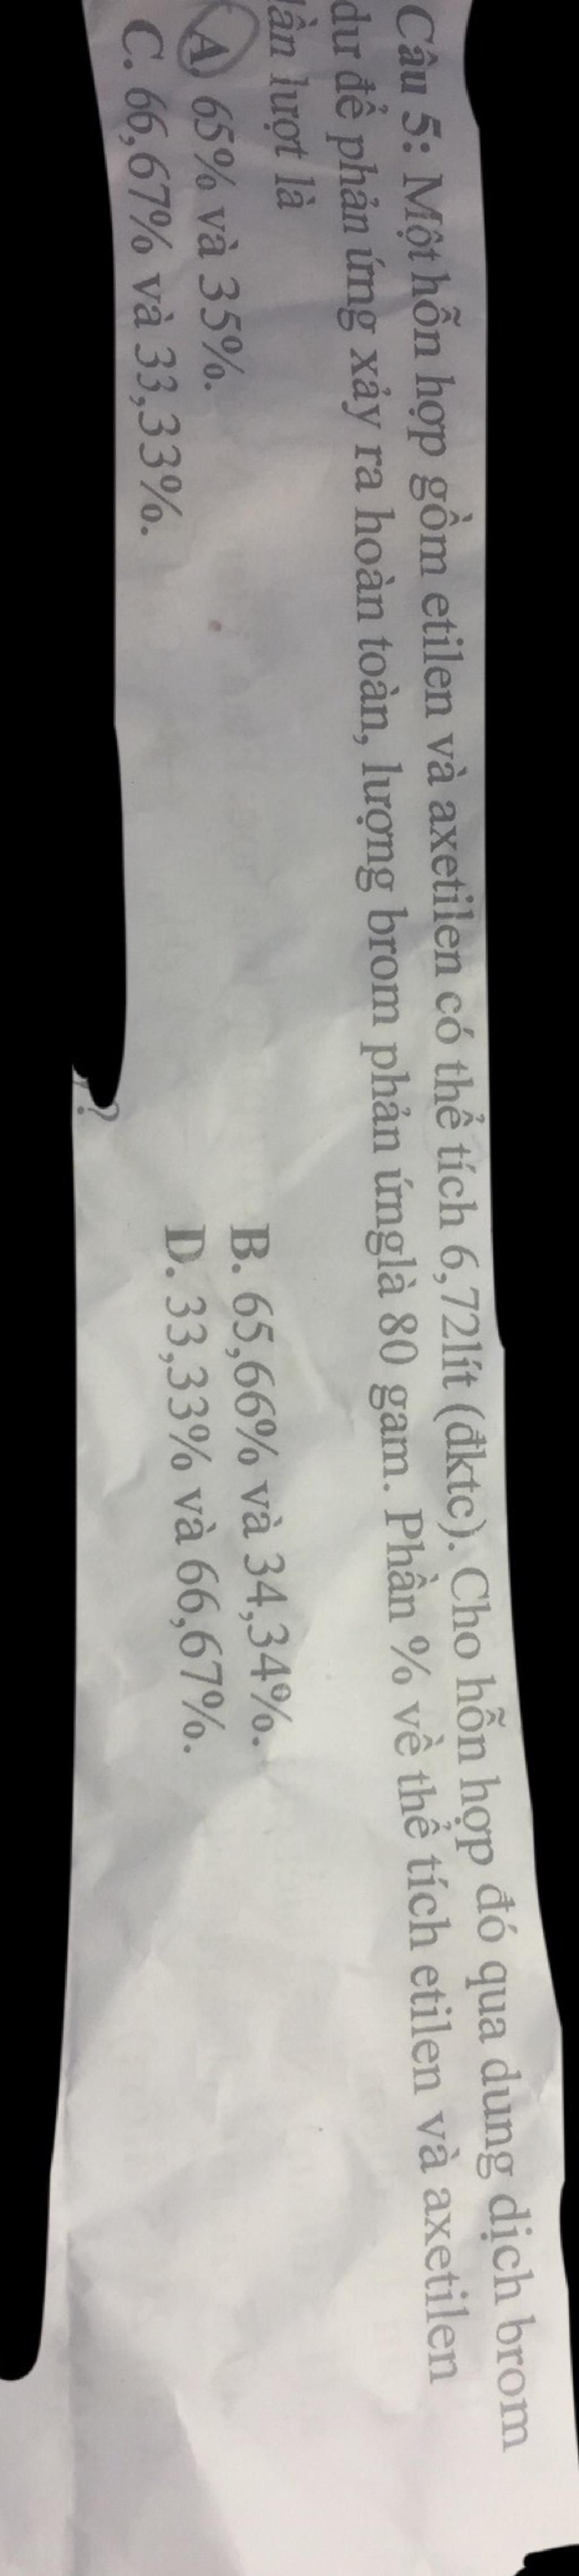 Câu 5: Một hỗn hợp gồm etilen và axetilen có thể tích 6,72lít (đktc). Cho hỗn hợp đó qua dung dịch brom
dư để phản ứng xảy ra hoàn toàn, lượng brom phản ứnglà 80 gam. Phần % về thể tích etilen và axetilen
lần lượt là
A. 65% và 35%.
B. 65,66% và 34,34%.
C. 66,67% và 33,33%.
D. 33,33% và 66,67%.
?